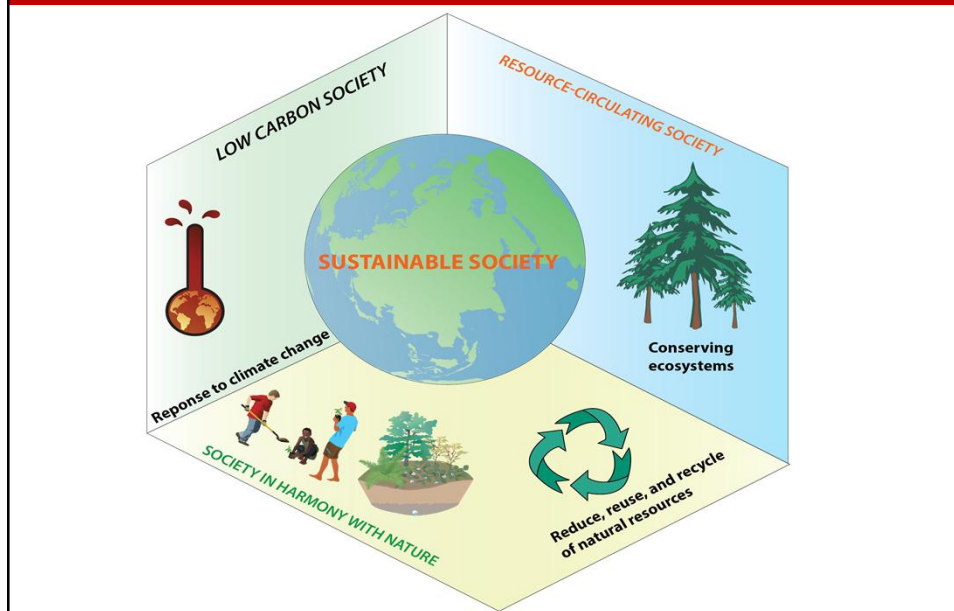 LOW CARBON SOCIETY
RESOURCE-CIRCULATING SOCIETY
SUSTAINABLE SOCIETY
Reponse to climate change
Conserving
ecosystems
SOCIETY IN HARMONY WITH NATURE
Reduce, reuse, and recycle
of natural resources